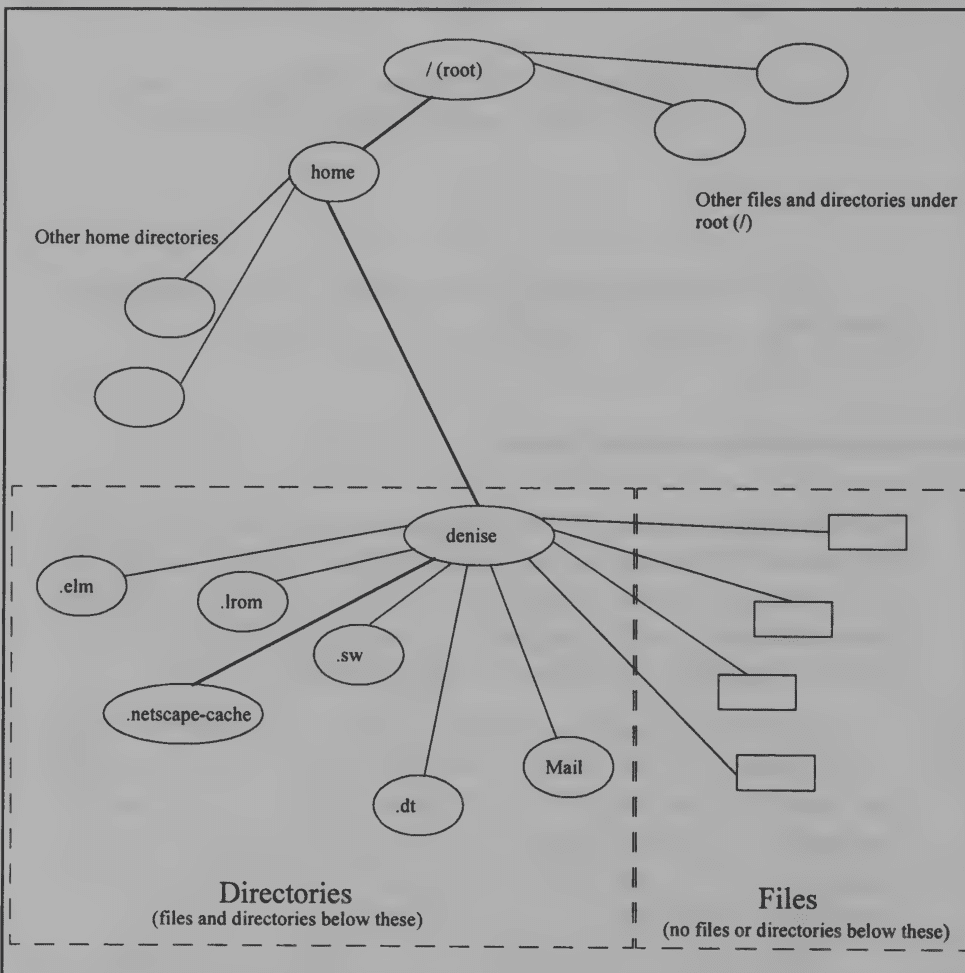 / (root)
home
Other files and directories under
root (/)
Other home directories
denise
.elm
.lrom
.sw
.netscape-cache
Mail
.dt
Directories
(files and directories below these)
Files
(no files or directories below these)